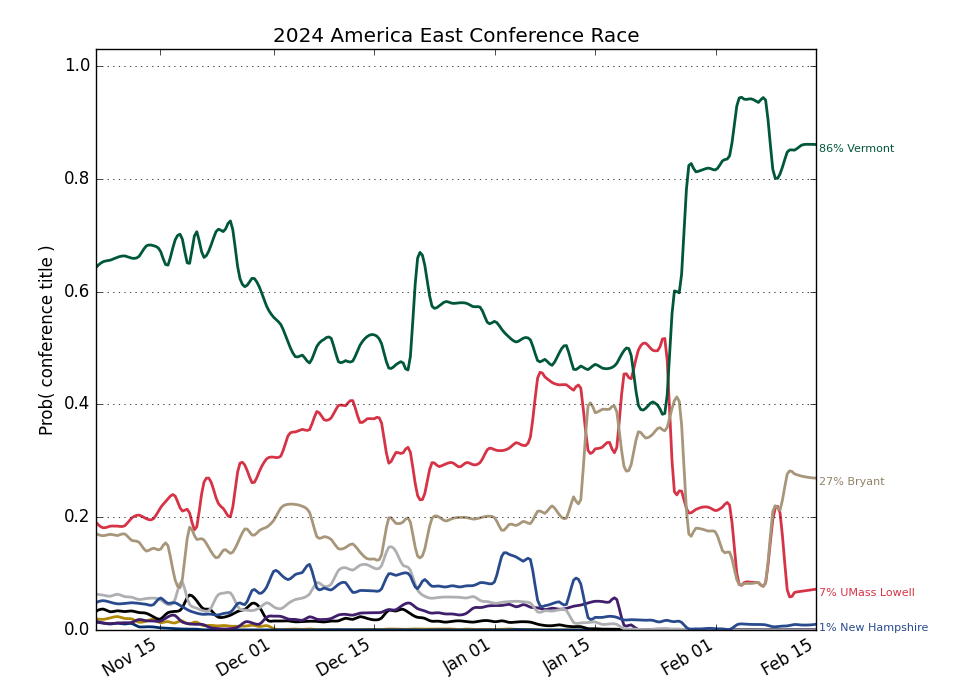 2024 America East Conference Race
Prob( conference title )
1.0
0.8
0.6
0.4
0.2
0.0
86% Vermont
27% Bryant
7% UMass Lowell
1% New Hampshire
Nov 15
Dec 01
Dec 15
Jan 01
Jan 15
Feb 01
Feb 15